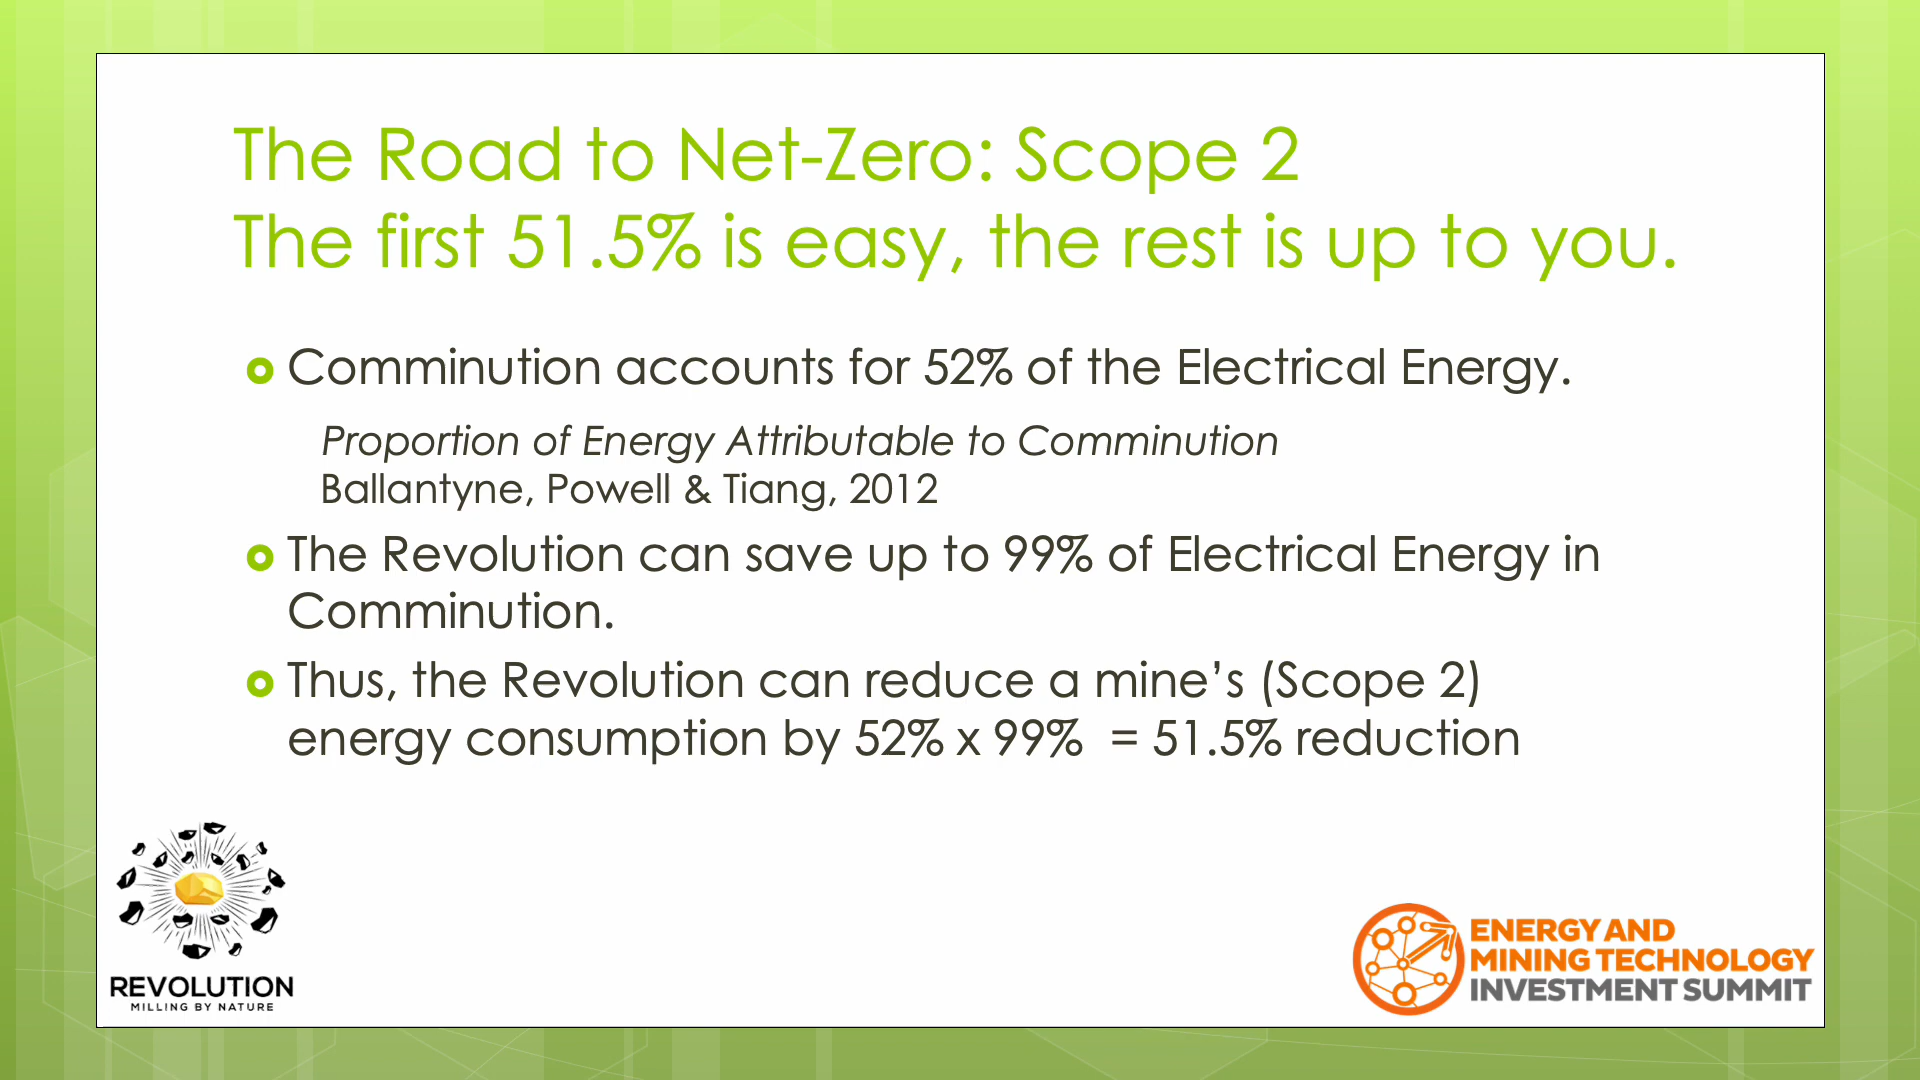 The Road to Net-Zero: Scope 2
The first 51.5% is easy, the rest is up to you.
Comminution accounts for 52% of the Electrical Energy.
Proportion of Energy Attributable to Comminution
Ballantyne, Powell & Tiang, 2012
The Revolution can save up to 99% of Electrical Energy in
Comminution.
Thus, the Revolution can reduce a mine’s (Scope 2)
energy consumption by 52% x 99%  = 51.5% reduction
REVOLUTION
MILLING BY NATURE
ENERGY AND
MINING TECHNOLOGY
INVESTMENT SUMMIT